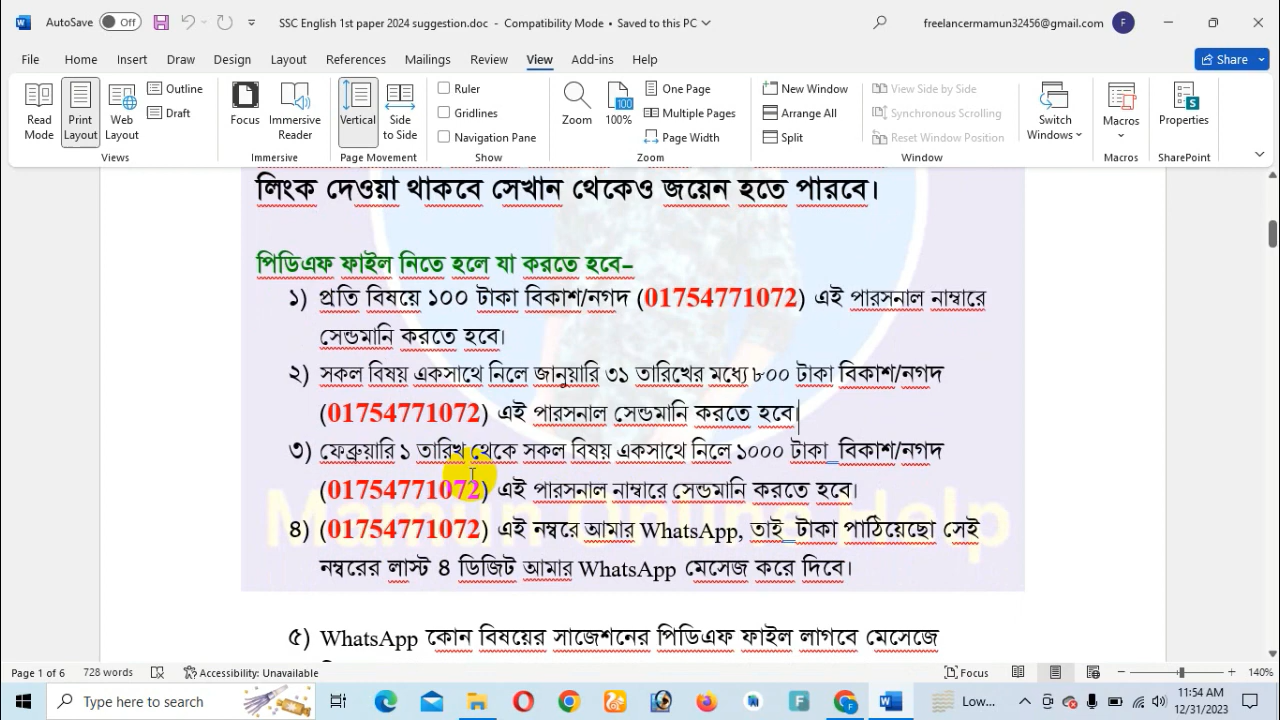 AutoSave Off SSC English 1st paper 2024 suggestion.doc - Compatibility Mode • Saved to this PC freelancermamun32456@gmail.com F
File Home Insert Draw Design Layout References Mailings Review View Add-ins Help Share
Read Mode Print Layout Web Layout Outline Draft Focus Immersive Reader Vertical Side to Side Ruler Gridlines Navigation Pane Zoom 100 100% One Page Multiple Pages Page Width New Window Arrange All Split View Side by Side Synchronous Scrolling Reset Window Position Switch Windows Macros Properties
Views Immersive Page Movement Show Zoom Window Macros SharePoint
লিংক দেওয়া থাকবে সেখান থেকেও জয়েন হতে পারবে।
পিডিএফ ফাইল নিতে হলে যা করতে হবে–
১) প্রতি বিষয়ে ১০০ টাকা বিকাশ/নগদ (01754771072) এই পারসনাল নাম্বারে
সেন্ডমানি করতে হবে।
২) সকল বিষয় একসাথে নিলে জানুয়ারি ৩১ তারিখের মধ্যে ৮০০ টাকা বিকাশ/নগদ
(01754771072) এই পারসনাল সেন্ডমানি করতে হবে।
৩) ফেব্রুয়ারি ১ তারিখ থেকে সকল বিষয় একসাথে নিলে ১০০০ টাকা বিকাশ/নগদ
(01754771072) এই পারসনাল নাম্বারে সেন্ডমানি করতে হবে।
৪) (01754771072) এই নম্বরে আমার WhatsApp, তাই টাকা পাঠিয়েছো সেই
নম্বরের লাস্ট ৪ ডিজিট আমার WhatsApp মেসেজ করে দিবে।
৫) WhatsApp কোন বিষয়ের সাজেশনের পিডিএফ ফাইল লাগবে মেসেজে
Page 1 of 6 728 words Accessibility: Unavailable Focus 140%
Type here to search Low... 11:54 AM
12/31/2023